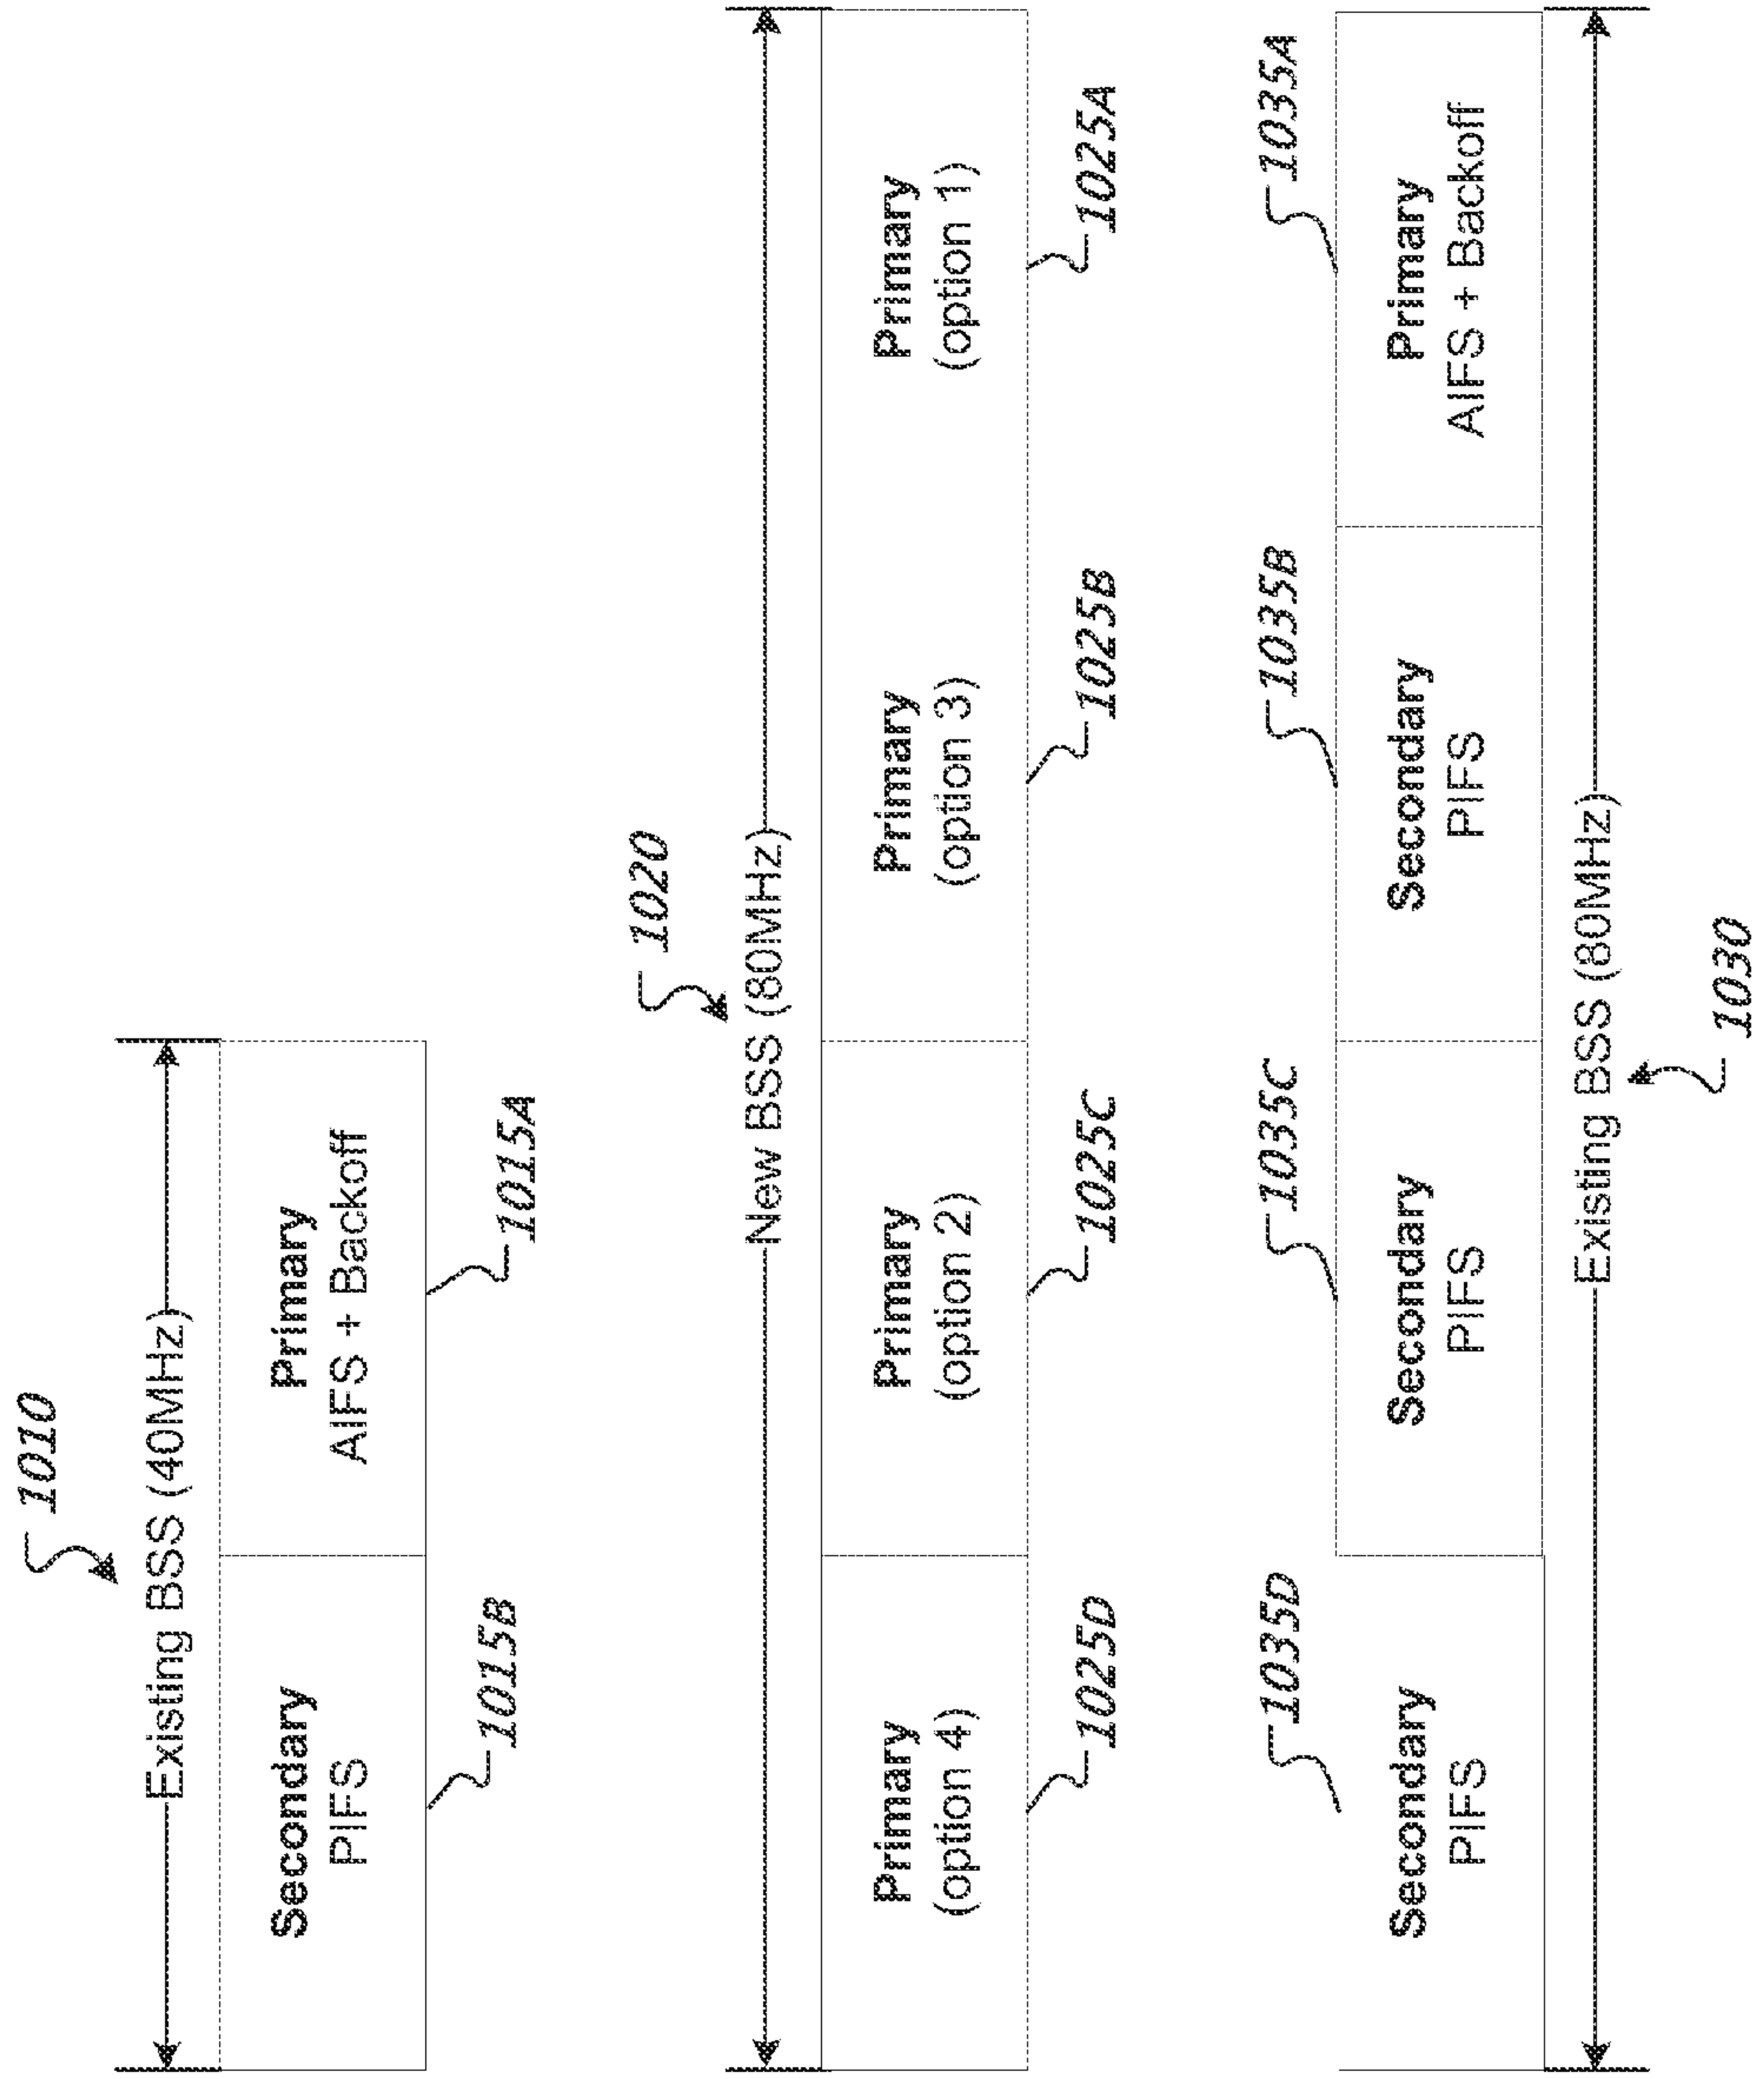 1010
Existing BSS (40MHz)
Secondary
PIFS
Primary
AIFS + Backoff
1015B
1015A
1020
New BSS (80MHz)
Primary
(option 4)
Primary
(option 2)
Primary
(option 3)
Primary
(option 1)
1025D
1025C
1025B
1025A
1035D
1035C
1035B
1035A
Secondary
PIFS
Secondary
PIFS
Secondary
PIFS
Primary
AIFS + Backoff
Existing BSS (80MHz)
1030